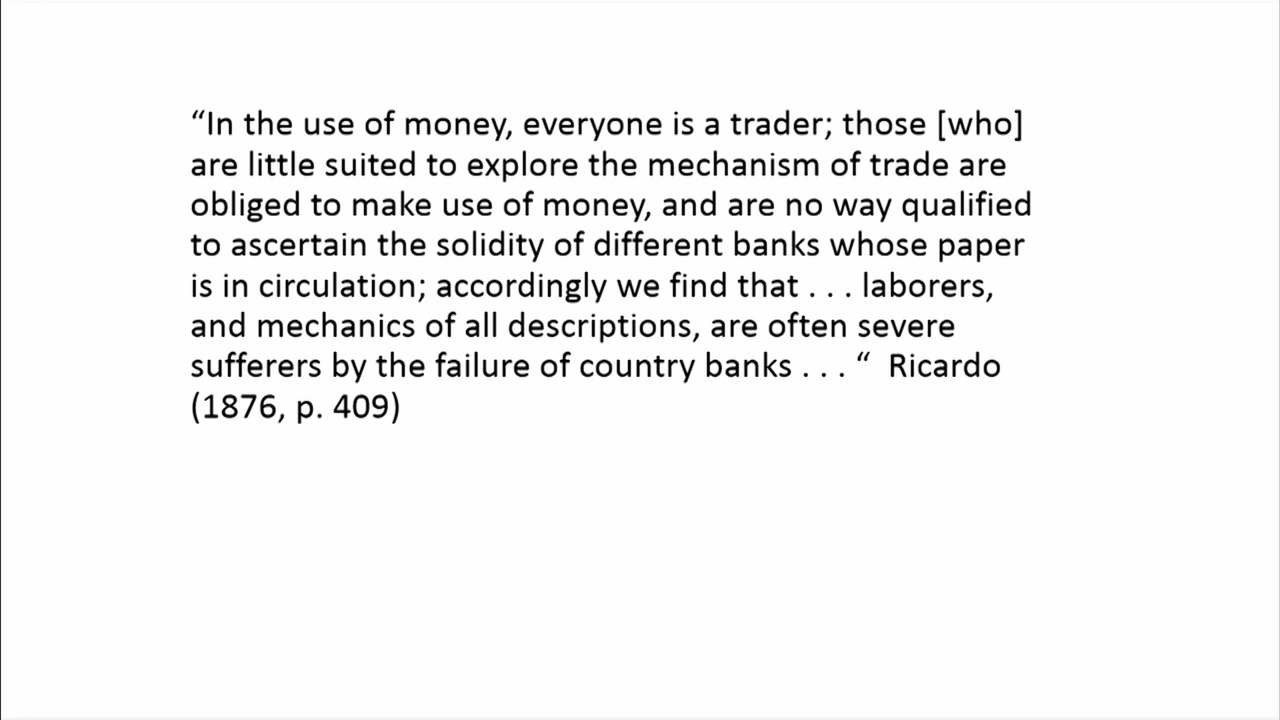 “In the use of money, everyone is a trader; those [who]
are little suited to explore the mechanism of trade are
obliged to make use of money, and are no way qualified
to ascertain the solidity of different banks whose paper
is in circulation; accordingly we find that . . . laborers,
and mechanics of all descriptions, are often severe
sufferers by the failure of country banks . . . “  Ricardo
(1876, p. 409)